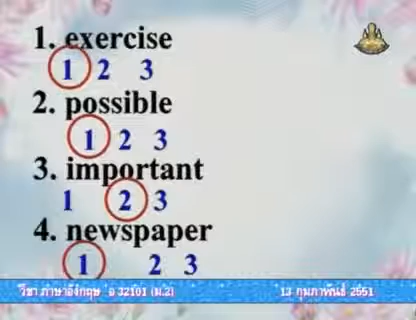 1. exercise
1 2 3
2. possible
1 2 3
3. important
1 2 3
4. newspaper
1 2 3
วิชา ภาษาอังกฤษ อ 32101 (ม.2) 13 กุมภาพันธ์ 2551